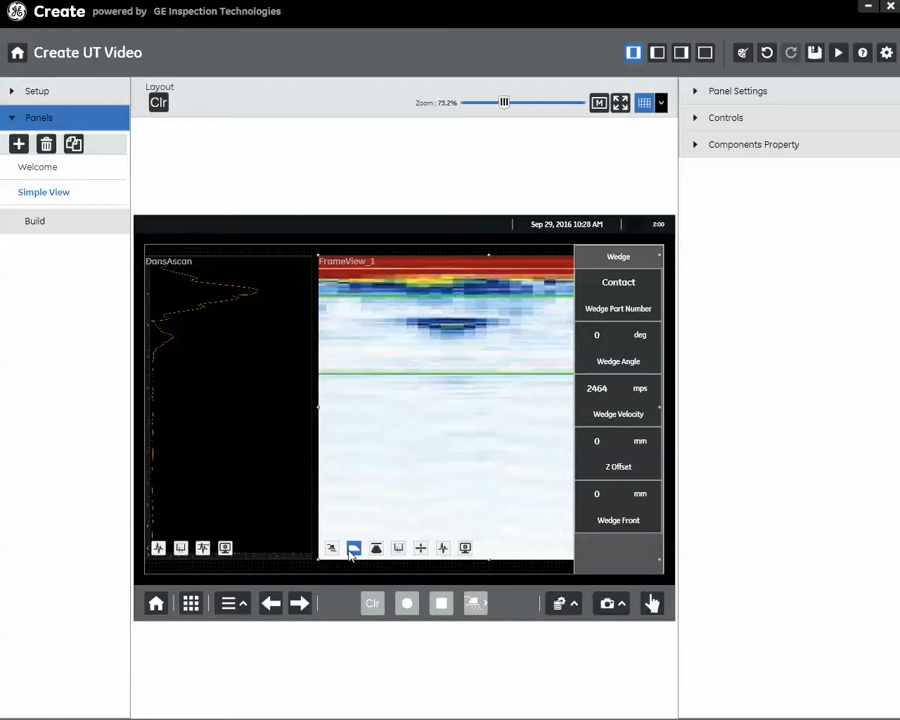 Create powered by GE Inspection Technologies
Create UT Video
Setup
Panels
Welcome
Simple View
Build
Layout
Clr
Zoom : 75.2%
M
Panel Settings
Controls
Components Property
Sep 29, 2016 10:28 AM
2:00
DansAscan
FrameView_1
Wedge
Contact
Wedge Part Number
0 deg
Wedge Angle
2464 mps
Wedge Velocity
0 mm
Z Offset
0 mm
Wedge Front
Clr